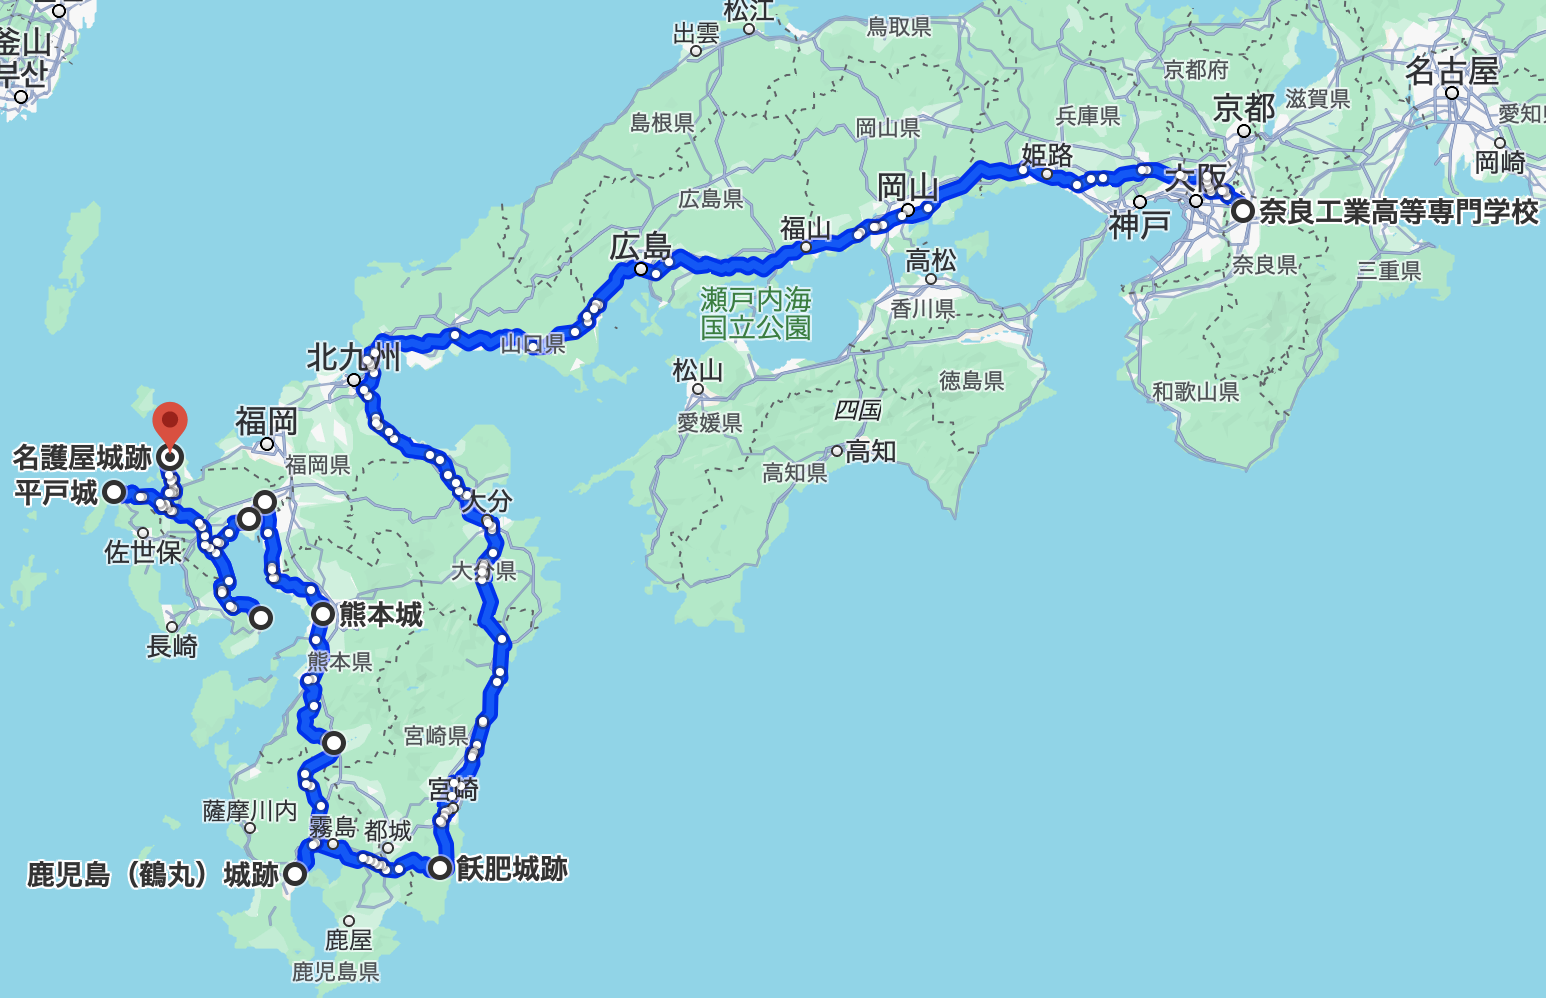 松江
出雲
鳥取県
釜山
부산
京都府
名古屋
滋賀県
京都
愛知
兵庫県
島根県
岡山県
岡崎
姫路
大阪
岡山
広島県
神戸
奈良工業高等専門学校
福山
広島
高松
奈良県
三重県
瀬戸内海
国立公園
香川県
山口県
北九州
松山
徳島県
和歌山県
愛媛県
四国
福岡
高知
名護屋城跡
福岡県
高知県
平戸城
大分
佐世保
大分県
熊本城
長崎
熊本県
宮崎県
宮崎
薩摩川内
霧島
都城
鹿児島（鶴丸）城跡
飫肥城跡
鹿屋
鹿児島県